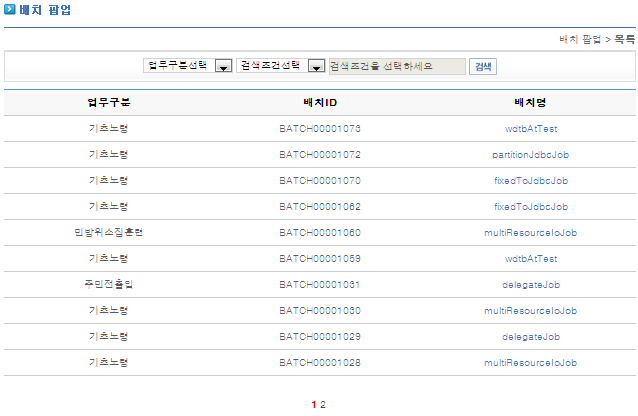 배치 팝업
배치 팝업 > 목록
업무구분선택 검색조건선택 검색조건을 선택하세요 검색
업무구분 배치ID 배치명
기초노령 BATCH00001073 wdtbAtTest
기초노령 BATCH00001072 partitionJdbcJob
기초노령 BATCH00001070 fixedToJdbcJob
기초노령 BATCH00001062 fixedToJdbcJob
민방위소집훈련 BATCH00001060 multiResourceIoJob
기초노령 BATCH00001059 wdtbAtTest
주민전출입 BATCH00001031 delegateJob
기초노령 BATCH00001030 multiResourceIoJob
기초노령 BATCH00001029 delegateJob
기초노령 BATCH00001028 multiResourceIoJob
1 2